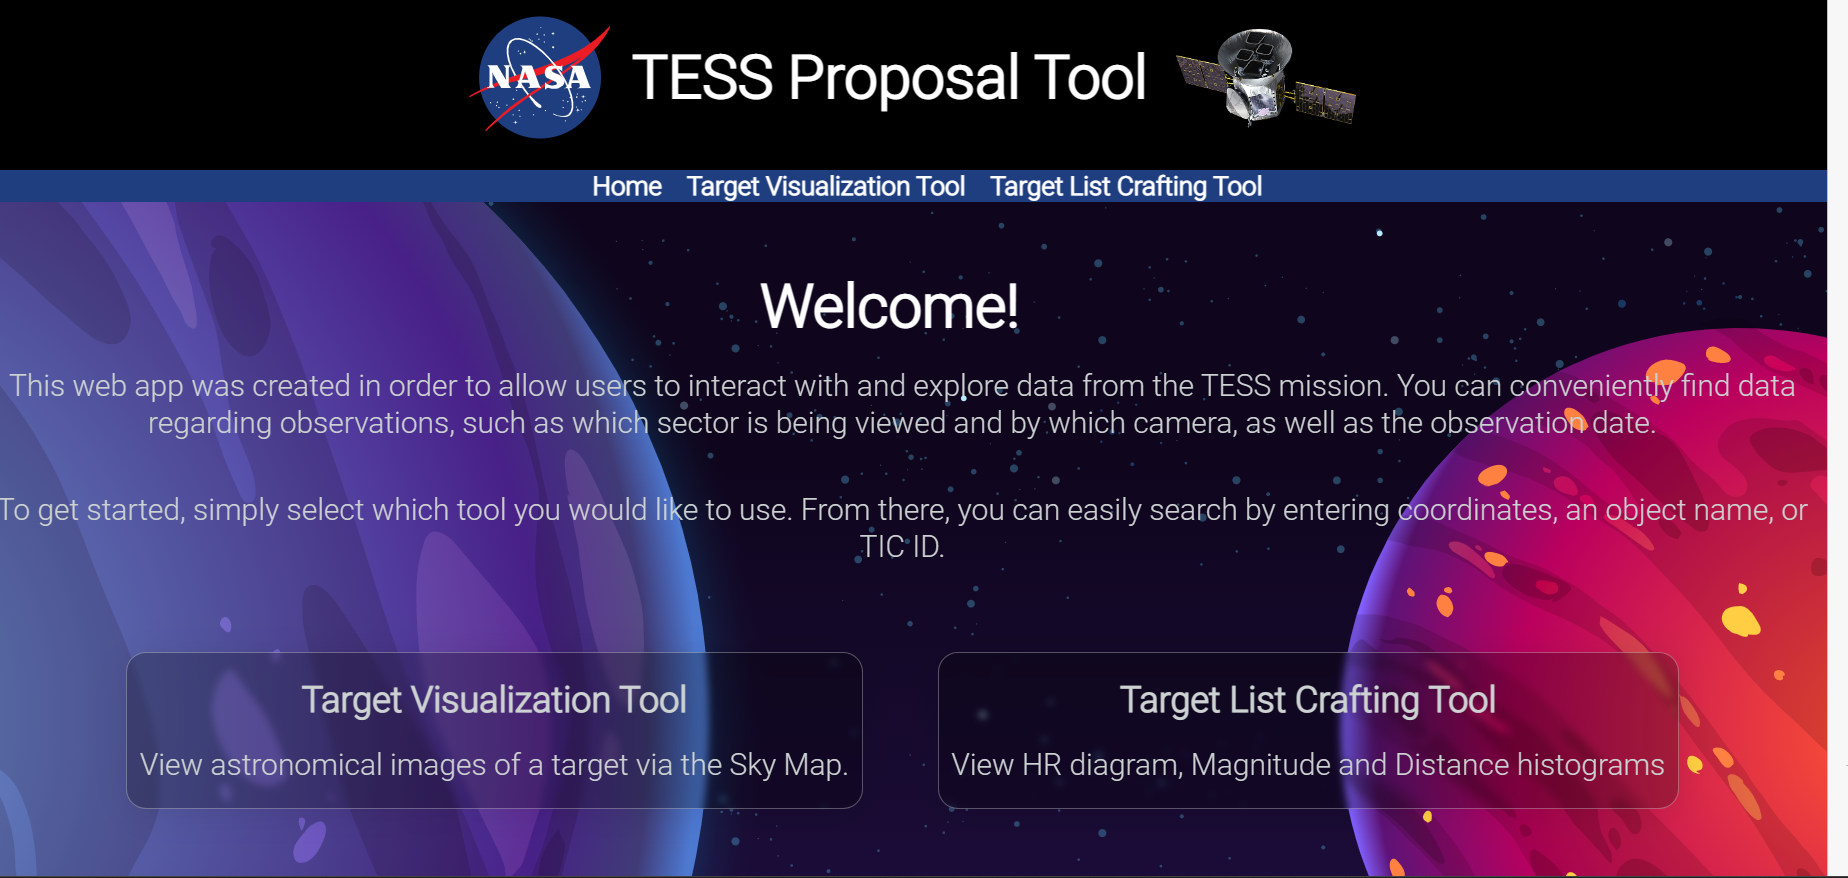 NASA
TESS Proposal Tool
Home Target Visualization Tool Target List Crafting Tool
Welcome!
This web app was created in order to allow users to interact with and explore data from the TESS mission. You can conveniently find data
regarding observations, such as which sector is being viewed and by which camera, as well as the observation date.
To get started, simply select which tool you would like to use. From there, you can easily search by entering coordinates, an object name, or
TIC ID.
Target Visualization Tool
View astronomical images of a target via the Sky Map.
Target List Crafting Tool
View HR diagram, Magnitude and Distance histograms